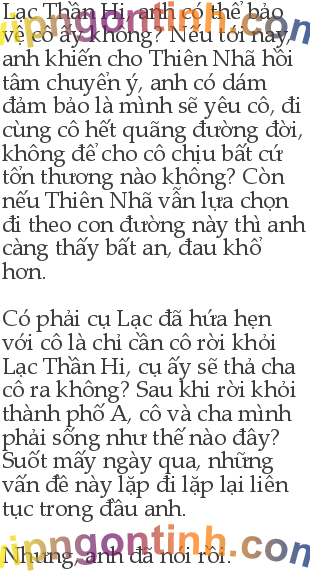 Lạc Thần Hi, anh có thể bảo
vệ cô ấy không? Nếu tối nay,
anh khiến cho Thiên Nhã hồi
tâm chuyển ý, anh có dám
đảm bảo là mình sẽ yêu cô, đi
cùng cô hết quãng đường đời,
không để cho cô chịu bất cứ
tổn thương nào không? Còn
nếu Thiên Nhã vẫn lựa chọn
đi theo con đường này thì anh
càng thấy bất an, đau khổ
hơn.
Có phải cụ Lạc đã hứa hẹn
với cô là chỉ cần cô rời khỏi
Lạc Thần Hi, cụ ấy sẽ thả cha
cô ra không? Sau khi rời khỏi
thành phố A, cô và cha mình
phải sống như thế nào đây?
Suốt mấy ngày qua, những
vấn đề này lặp đi lặp lại liên
tục trong đầu anh.
Nhưng, anh đã nói rồi.